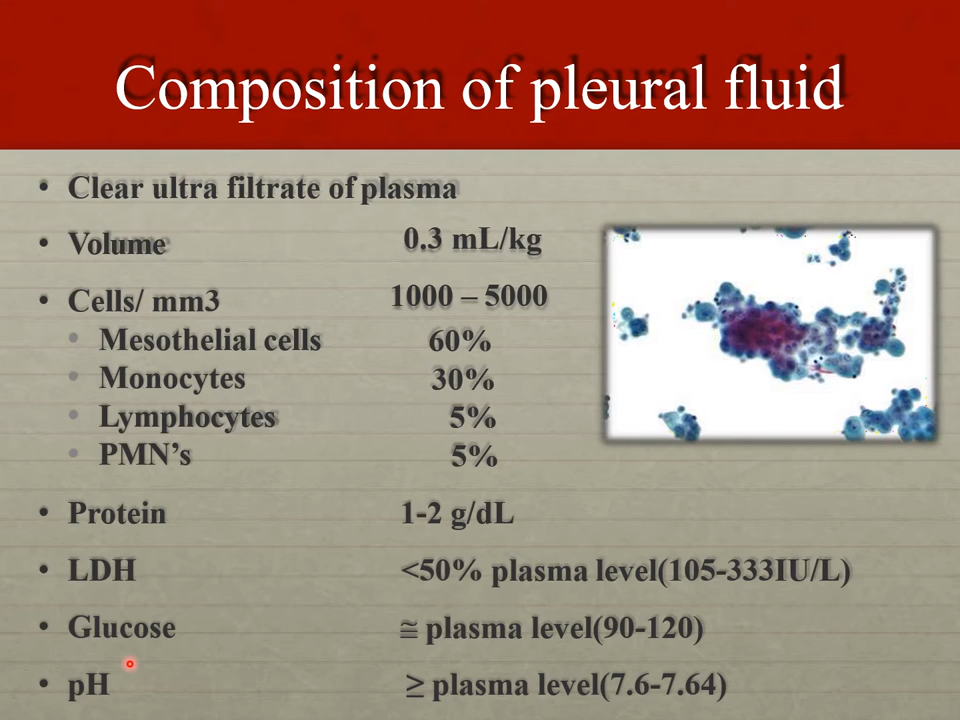 Composition of pleural fluid
• Clear ultra filtrate of plasma
• Volume 0.3 mL/kg
• Cells/ mm3 1000 – 5000
• Mesothelial cells 60%
• Monocytes 30%
• Lymphocytes 5%
• PMN’s 5%
• Protein 1-2 g/dL
• LDH <50% plasma level(105-333IU/L)
• Glucose ≅ plasma level(90-120)
• pH ≥ plasma level(7.6-7.64)